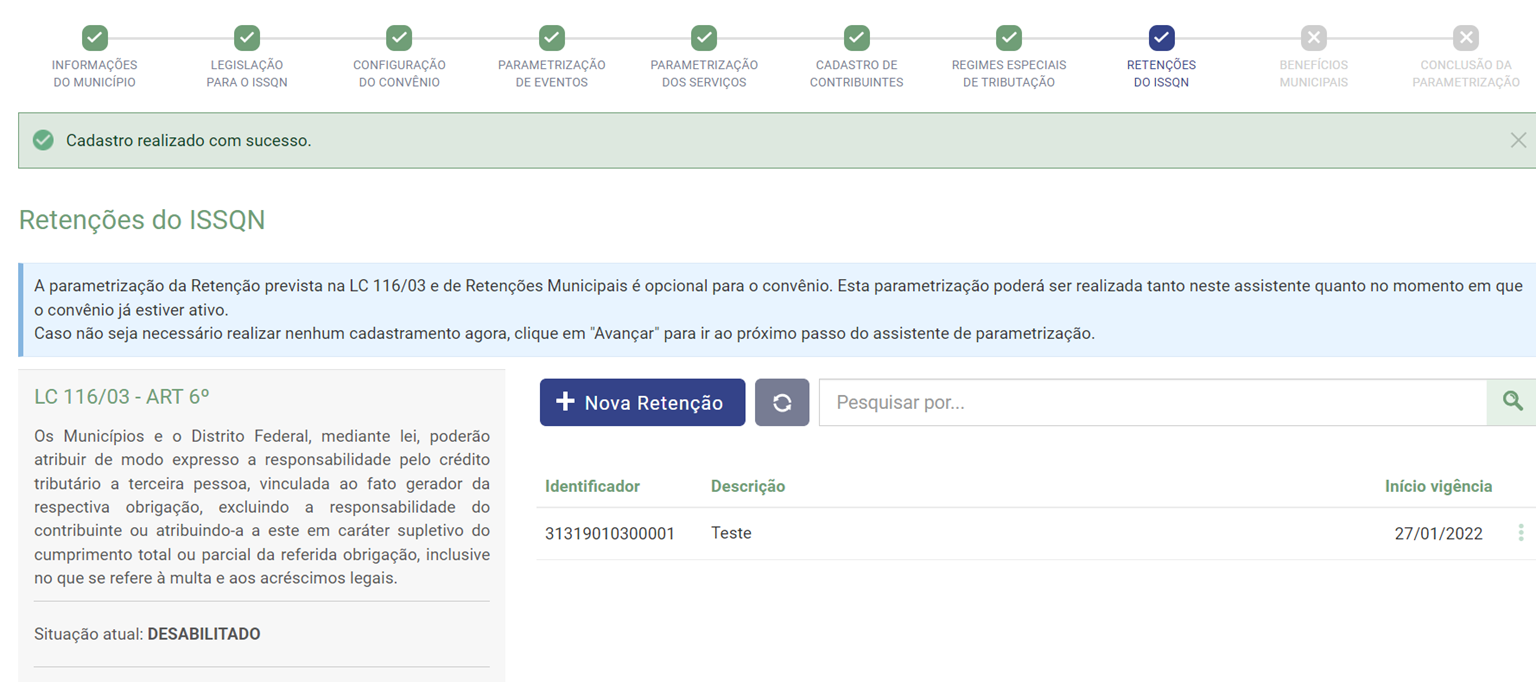 INFORMAÇÕES
DO MUNICÍPIO
LEGISLAÇÃO
PARA O ISSQN
CONFIGURAÇÃO
DO CONVÊNIO
PARAMETRIZAÇÃO
DE EVENTOS
PARAMETRIZAÇÃO
DOS SERVIÇOS
CADASTRO DE
CONTRIBUINTES
REGIMES ESPECIAIS
DE TRIBUTAÇÃO
RETENÇÕES
DO ISSQN
BENEFÍCIOS
MUNICIPAIS
CONCLUSÃO DA
PARAMETRIZAÇÃO
Cadastro realizado com sucesso.
Retenções do ISSQN
A parametrização da Retenção prevista na LC 116/03 e de Retenções Municipais é opcional para o convênio. Esta parametrização poderá ser realizada tanto neste assistente quanto no momento em que
o convênio já estiver ativo.
Caso não seja necessário realizar nenhum cadastramento agora, clique em "Avançar" para ir ao próximo passo do assistente de parametrização.
LC 116/03 - ART 6º
Os Municípios e o Distrito Federal, mediante lei, poderão
atribuir de modo expresso a responsabilidade pelo crédito
tributário a terceira pessoa, vinculada ao fato gerador da
respectiva obrigação, excluindo a responsabilidade do
contribuinte ou atribuindo-a a este em caráter supletivo do
cumprimento total ou parcial da referida obrigação, inclusive
no que se refere à multa e aos acréscimos legais.
Situação atual: DESABILITADO
Nova Retenção
Pesquisar por...
Identificador Descrição Início vigência
31319010300001 Teste 27/01/2022